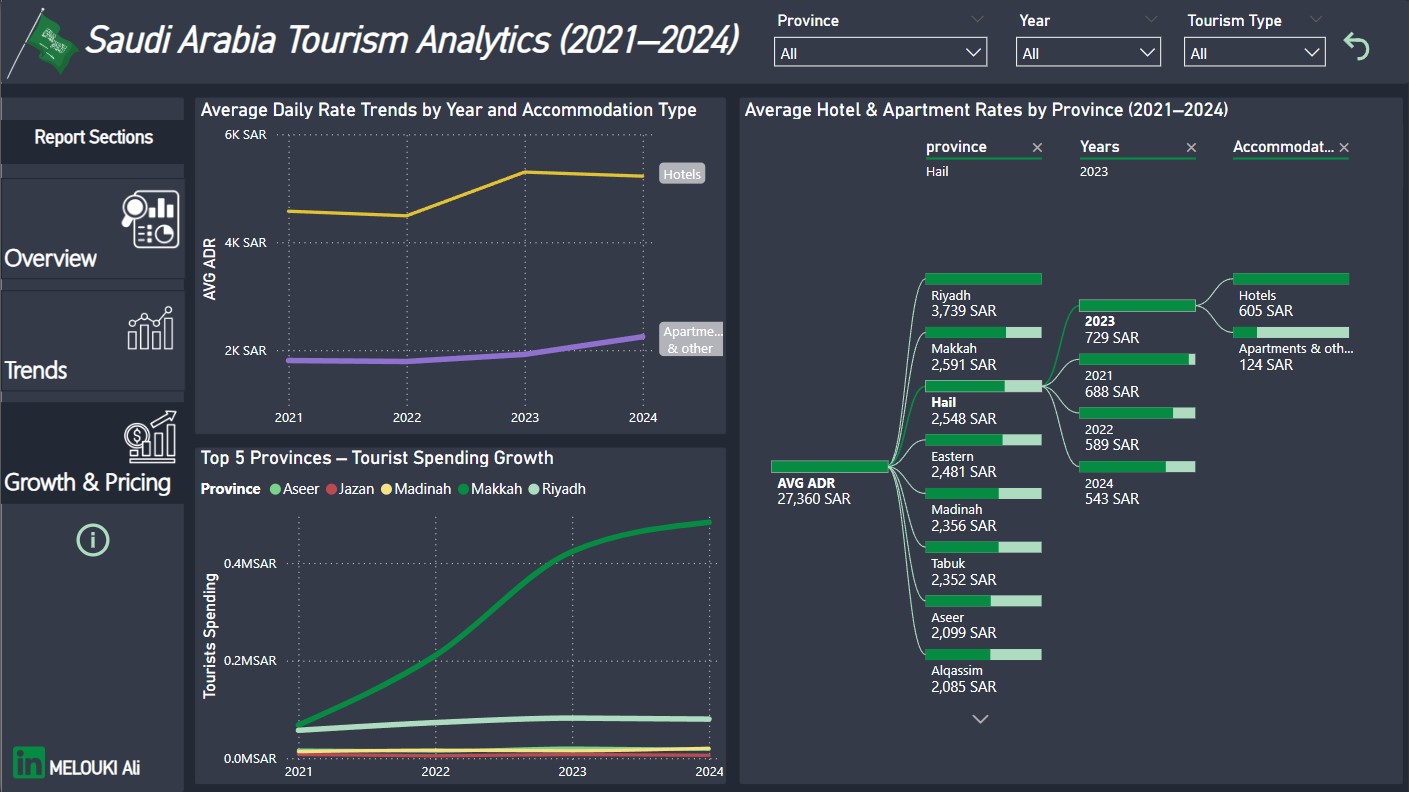 Saudi Arabia Tourism Analytics (2021–2024)
Province
All
Year
All
Tourism Type
All
Report Sections
Overview
Trends
Growth & Pricing
MELOUKI Ali
Average Daily Rate Trends by Year and Accommodation Type
AVG ADR
6K SAR
4K SAR
2K SAR
2021
2022
2023
2024
Hotels
Apartme...
& other
Top 5 Provinces – Tourist Spending Growth
Province
Aseer
Jazan
Madinah
Makkah
Riyadh
Tourists Spending
0.4MSAR
0.2MSAR
0.0MSAR
2021
2022
2023
2024
Average Hotel & Apartment Rates by Province (2021–2024)
province
Hail
Years
2023
Accommodat...
AVG ADR
27,360 SAR
Riyadh
3,739 SAR
Makkah
2,591 SAR
Hail
2,548 SAR
Eastern
2,481 SAR
Madinah
2,356 SAR
Tabuk
2,352 SAR
Aseer
2,099 SAR
Alqassim
2,085 SAR
2023
729 SAR
2021
688 SAR
2022
589 SAR
2024
543 SAR
Hotels
605 SAR
Apartments & oth...
124 SAR
in